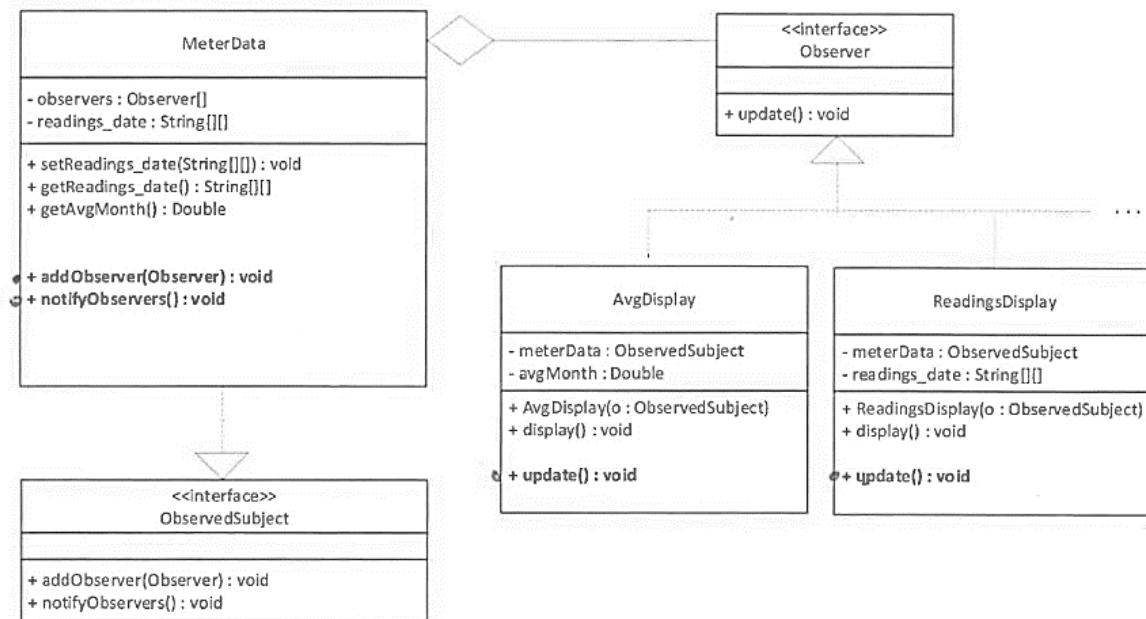 MeterData
- observers : Observer[]
- readings_date : String[][]
+ setReadings_date(String[][]) : void
+ getReadings_date() : String[][]
+ getAvgMonth() : Double
+ addObserver(Observer) : void
+ notifyObservers() : void
<<interface>>
Observer
+ update() : void
...
AvgDisplay
- meterData : ObservedSubject
- avgMonth : Double
+ AvgDisplay(o : ObservedSubject)
+ display() : void
+ update() : void
ReadingsDisplay
- meterData : ObservedSubject
- readings_date : String[][]
+ ReadingsDisplay(o : ObservedSubject)
+ display() : void
+ update() : void
<<interface>>
ObservedSubject
+ addObserver(Observer) : void
+ notifyObservers() : void